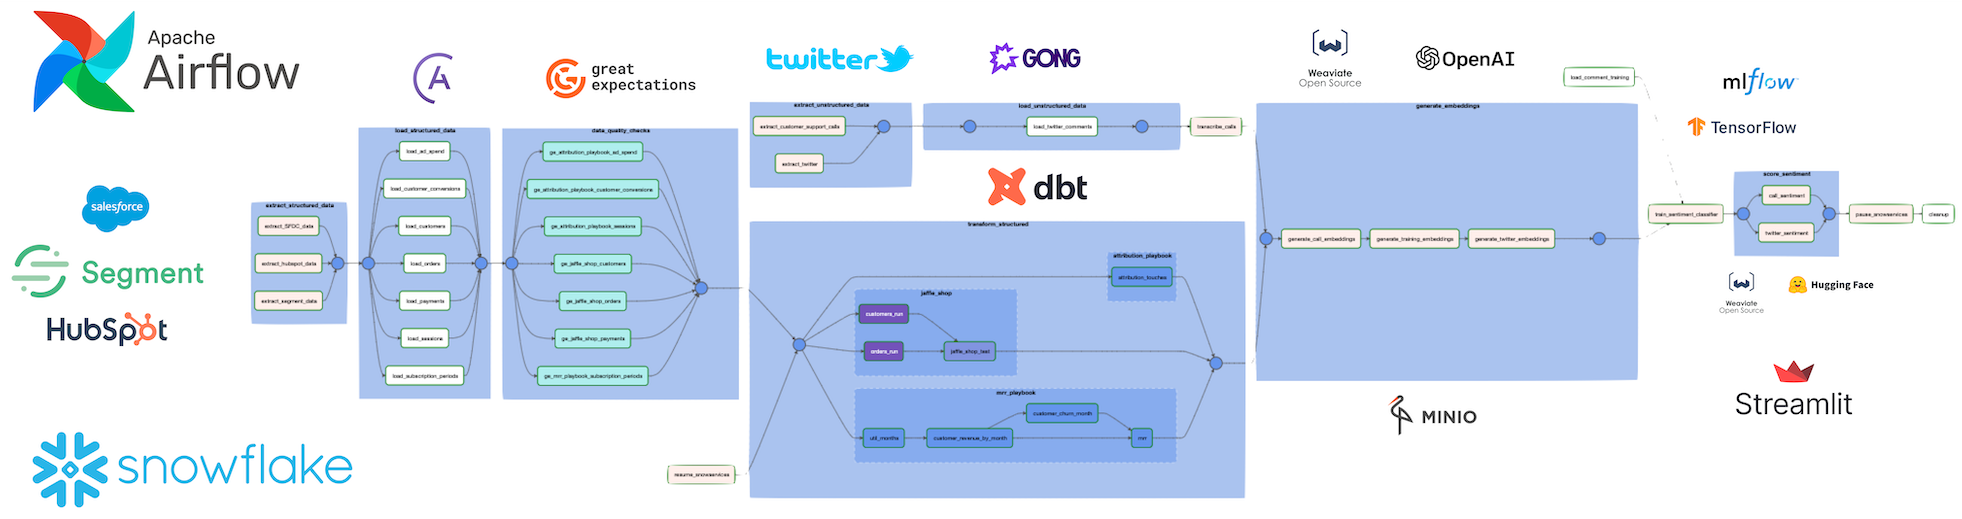 Apache
Airflow
great
expectations
twitter
GONG
Weaviate
Open Source
OpenAI
mlflow
TensorFlow
salesforce
Segment
HubSpot
snowflake
extract_structured_data
extract_SFDC_data
extract_hubspot_data
extract_segment_data
load_structured_data
load_ad_spend
load_customer_conversions
load_customers
load_orders
load_payments
load_sessions
load_subscription_periods
data_quality_checks
ge_attribution_playbook_ad_spend
ge_attribution_playbook_customer_conversions
ge_attribution_playbook_sessions
ge_jaffle_shop_customers
ge_jaffle_shop_orders
ge_jaffle_shop_payments
ge_mrr_playbook_subscription_periods
extract_unstructured_data
extract_customer_support_calls
extract_twitter
load_unstructured_data
load_twitter_comments
transcribe_calls
dbt
transform_structured
attribution_playbook
attribution_touches
jaffle_shop
customers_run
orders_run
jaffle_shop_test
mrr_playbook
customer_churn_month
util_months
customer_revenue_by_month
mrr
resume_snowservices
generate_embeddings
generate_call_embeddings
generate_training_embeddings
generate_twitter_embeddings
MINIO
load_comment_training
train_sentiment_classifier
score_sentiment
call_sentiment
twitter_sentiment
pause_snowservices
cleanup
Weaviate
Open Source
Hugging Face
Streamlit